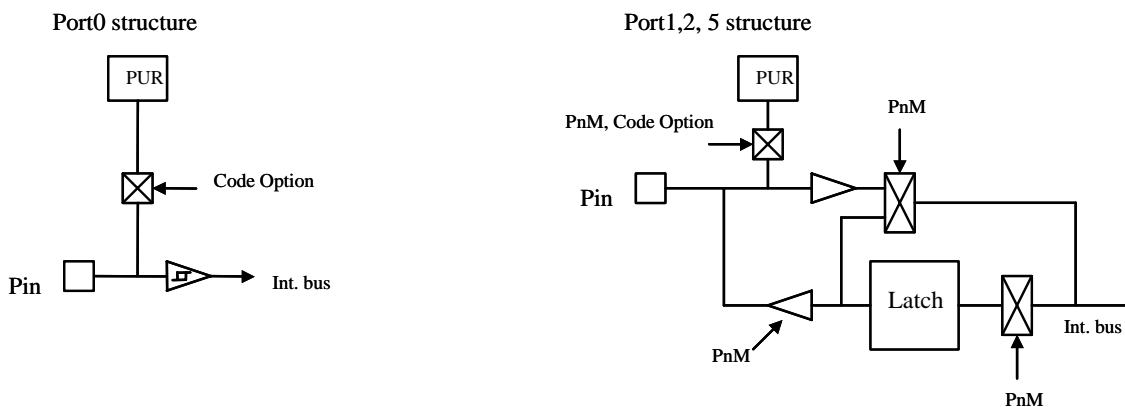 Port0 structure
PUR
Code Option
Pin
Int. bus
Port1,2, 5 structure
PUR
PnM, Code Option
PnM
Pin
Latch
PnM
Int. bus
PnM